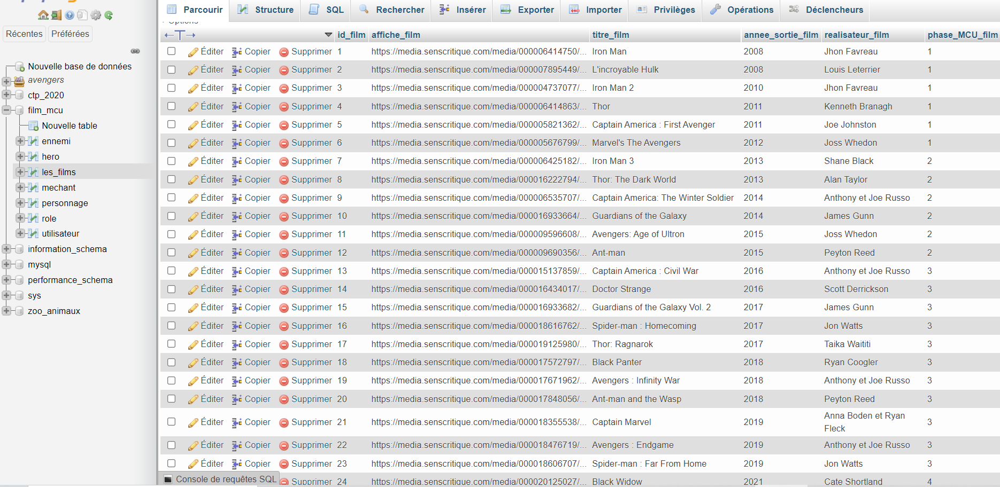 Récentes Préférées
Nouvelle base de données
avengers
ctp_2020
film_mcu
Nouvelle table
ennemi
hero
les_films
mechant
personnage
role
utilisateur
information_schema
mysql
performance_schema
sys
zoo_animaux
Parcourir Structure SQL Rechercher Insérer Exporter Importer Privilèges Opérations Déclencheurs
Options
←T→ id_film affiche_film titre_film annee_sortie_film realisateur_film phase_MCU_film
Éditer Copier Supprimer 1 https://media.senscritique.com/media/000006414750/... Iron Man 2008 Jhon Favreau 1
Éditer Copier Supprimer 2 https://media.senscritique.com/media/000007895449/... L'incroyable Hulk 2008 Louis Leterrier 1
Éditer Copier Supprimer 3 https://media.senscritique.com/media/000004737077/... Iron Man 2 2010 Jhon Favreau 1
Éditer Copier Supprimer 4 https://media.senscritique.com/media/000006414863/... Thor 2011 Kenneth Branagh 1
Éditer Copier Supprimer 5 https://media.senscritique.com/media/000005821362/... Captain America : First Avenger 2011 Joe Johnston 1
Éditer Copier Supprimer 6 https://media.senscritique.com/media/000005676799/... Marvel's The Avengers 2012 Joss Whedon 1
Éditer Copier Supprimer 7 https://media.senscritique.com/media/000006425182/... Iron Man 3 2013 Shane Black 2
Éditer Copier Supprimer 8 https://media.senscritique.com/media/000016222794/... Thor: The Dark World 2013 Alan Taylor 2
Éditer Copier Supprimer 9 https://media.senscritique.com/media/000006535707/... Captain America: The Winter Soldier 2014 Anthony et Joe Russo 2
Éditer Copier Supprimer 10 https://media.senscritique.com/media/000016933664/... Guardians of the Galaxy 2014 James Gunn 2
Éditer Copier Supprimer 11 https://media.senscritique.com/media/000009596608/... Avengers: Age of Ultron 2015 Joss Whedon 2
Éditer Copier Supprimer 12 https://media.senscritique.com/media/000009690356/... Ant-man 2015 Peyton Reed 2
Éditer Copier Supprimer 13 https://media.senscritique.com/media/000015137859/... Captain America : Civil War 2016 Anthony et Joe Russo 3
Éditer Copier Supprimer 14 https://media.senscritique.com/media/000016434017/... Doctor Strange 2016 Scott Derrickson 3
Éditer Copier Supprimer 15 https://media.senscritique.com/media/000016933682/... Guardians of the Galaxy Vol. 2 2017 James Gunn 3
Éditer Copier Supprimer 16 https://media.senscritique.com/media/000018616762/... Spider-man : Homecoming 2017 Jon Watts 3
Éditer Copier Supprimer 17 https://media.senscritique.com/media/000019125980/... Thor: Ragnarok 2017 Taika Waititi 3
Éditer Copier Supprimer 18 https://media.senscritique.com/media/000017572797/... Black Panter 2018 Ryan Coogler 3
Éditer Copier Supprimer 19 https://media.senscritique.com/media/000017671962/... Avengers : Infinity War 2018 Anthony et Joe Russo 3
Éditer Copier Supprimer 20 https://media.senscritique.com/media/000017848056/... Ant-man and the Wasp 2018 Peyton Reed 3
Éditer Copier Supprimer 21 https://media.senscritique.com/media/000018355538/... Captain Marvel 2019 Anna Boden et Ryan Fleck 3
Éditer Copier Supprimer 22 https://media.senscritique.com/media/000018476719/... Avengers : Endgame 2019 Anthony et Joe Russo 3
Éditer Copier Supprimer 23 https://media.senscritique.com/media/000018606707/... Spider-man : Far From Home 2019 Jon Watts 3
Console de requêtes SQL Supprimer 24 https://media.senscritique.com/media/000020125027/... Black Widow 2021 Cate Shortland 4